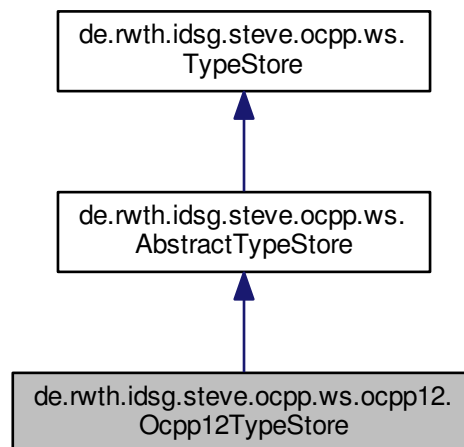 de.rwth.idsg.steve.ocpp.ws.
TypeStore
de.rwth.idsg.steve.ocpp.ws.
AbstractTypeStore
de.rwth.idsg.steve.ocpp.ws.ocpp12.
Ocpp12TypeStore